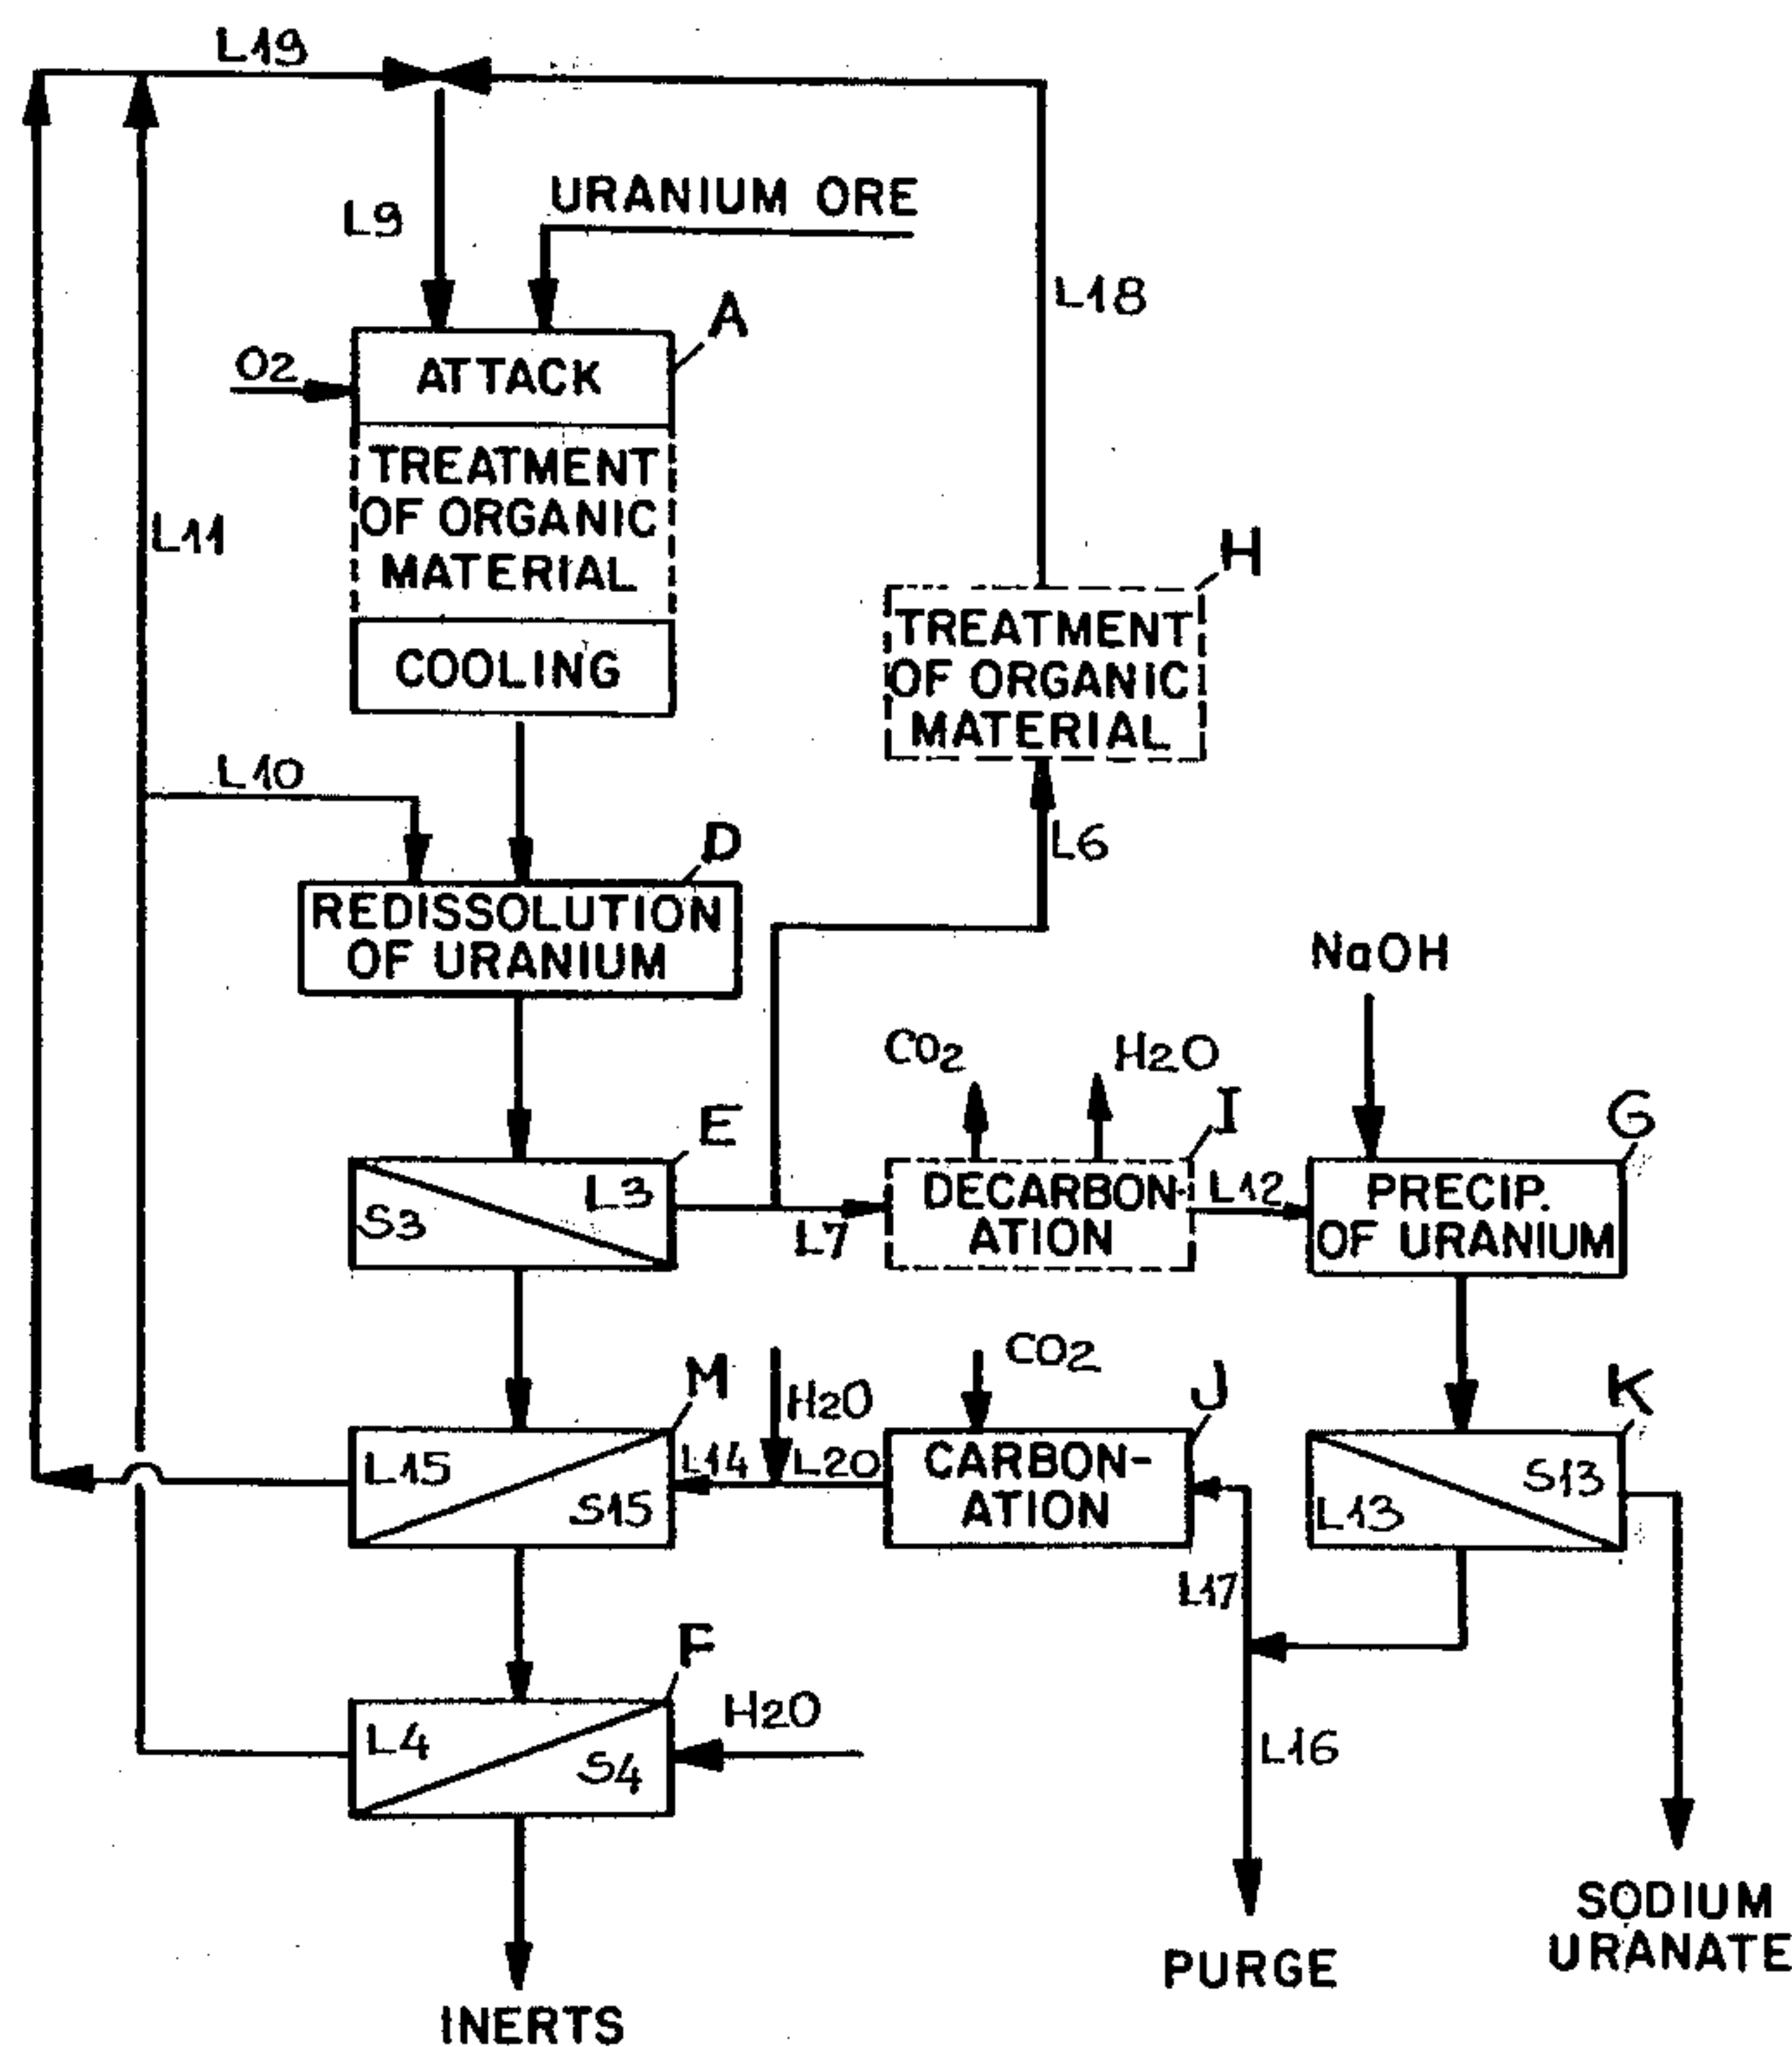 L19
URANIUM ORE
L9
L18
A
O2
ATTACK
TREATMENT
OF ORGANIC
MATERIAL
L11
H
TREATMENT
OF ORGANIC
MATERIAL
COOLING
L10
L6
D
REDISSOLUTION
OF URANIUM
NaOH
CO2
H2O
I
G
E
L3
S3
L7
DECARBON-
ATION
L12
PRECIP.
OF URANIUM
CO2
M
H2O
J
K
L15
S15
L14
L20
CARBON-
ATION
S13
L13
L17
F
H2O
L4
S4
L16
SODIUM
URANATE
PURGE
INERTS